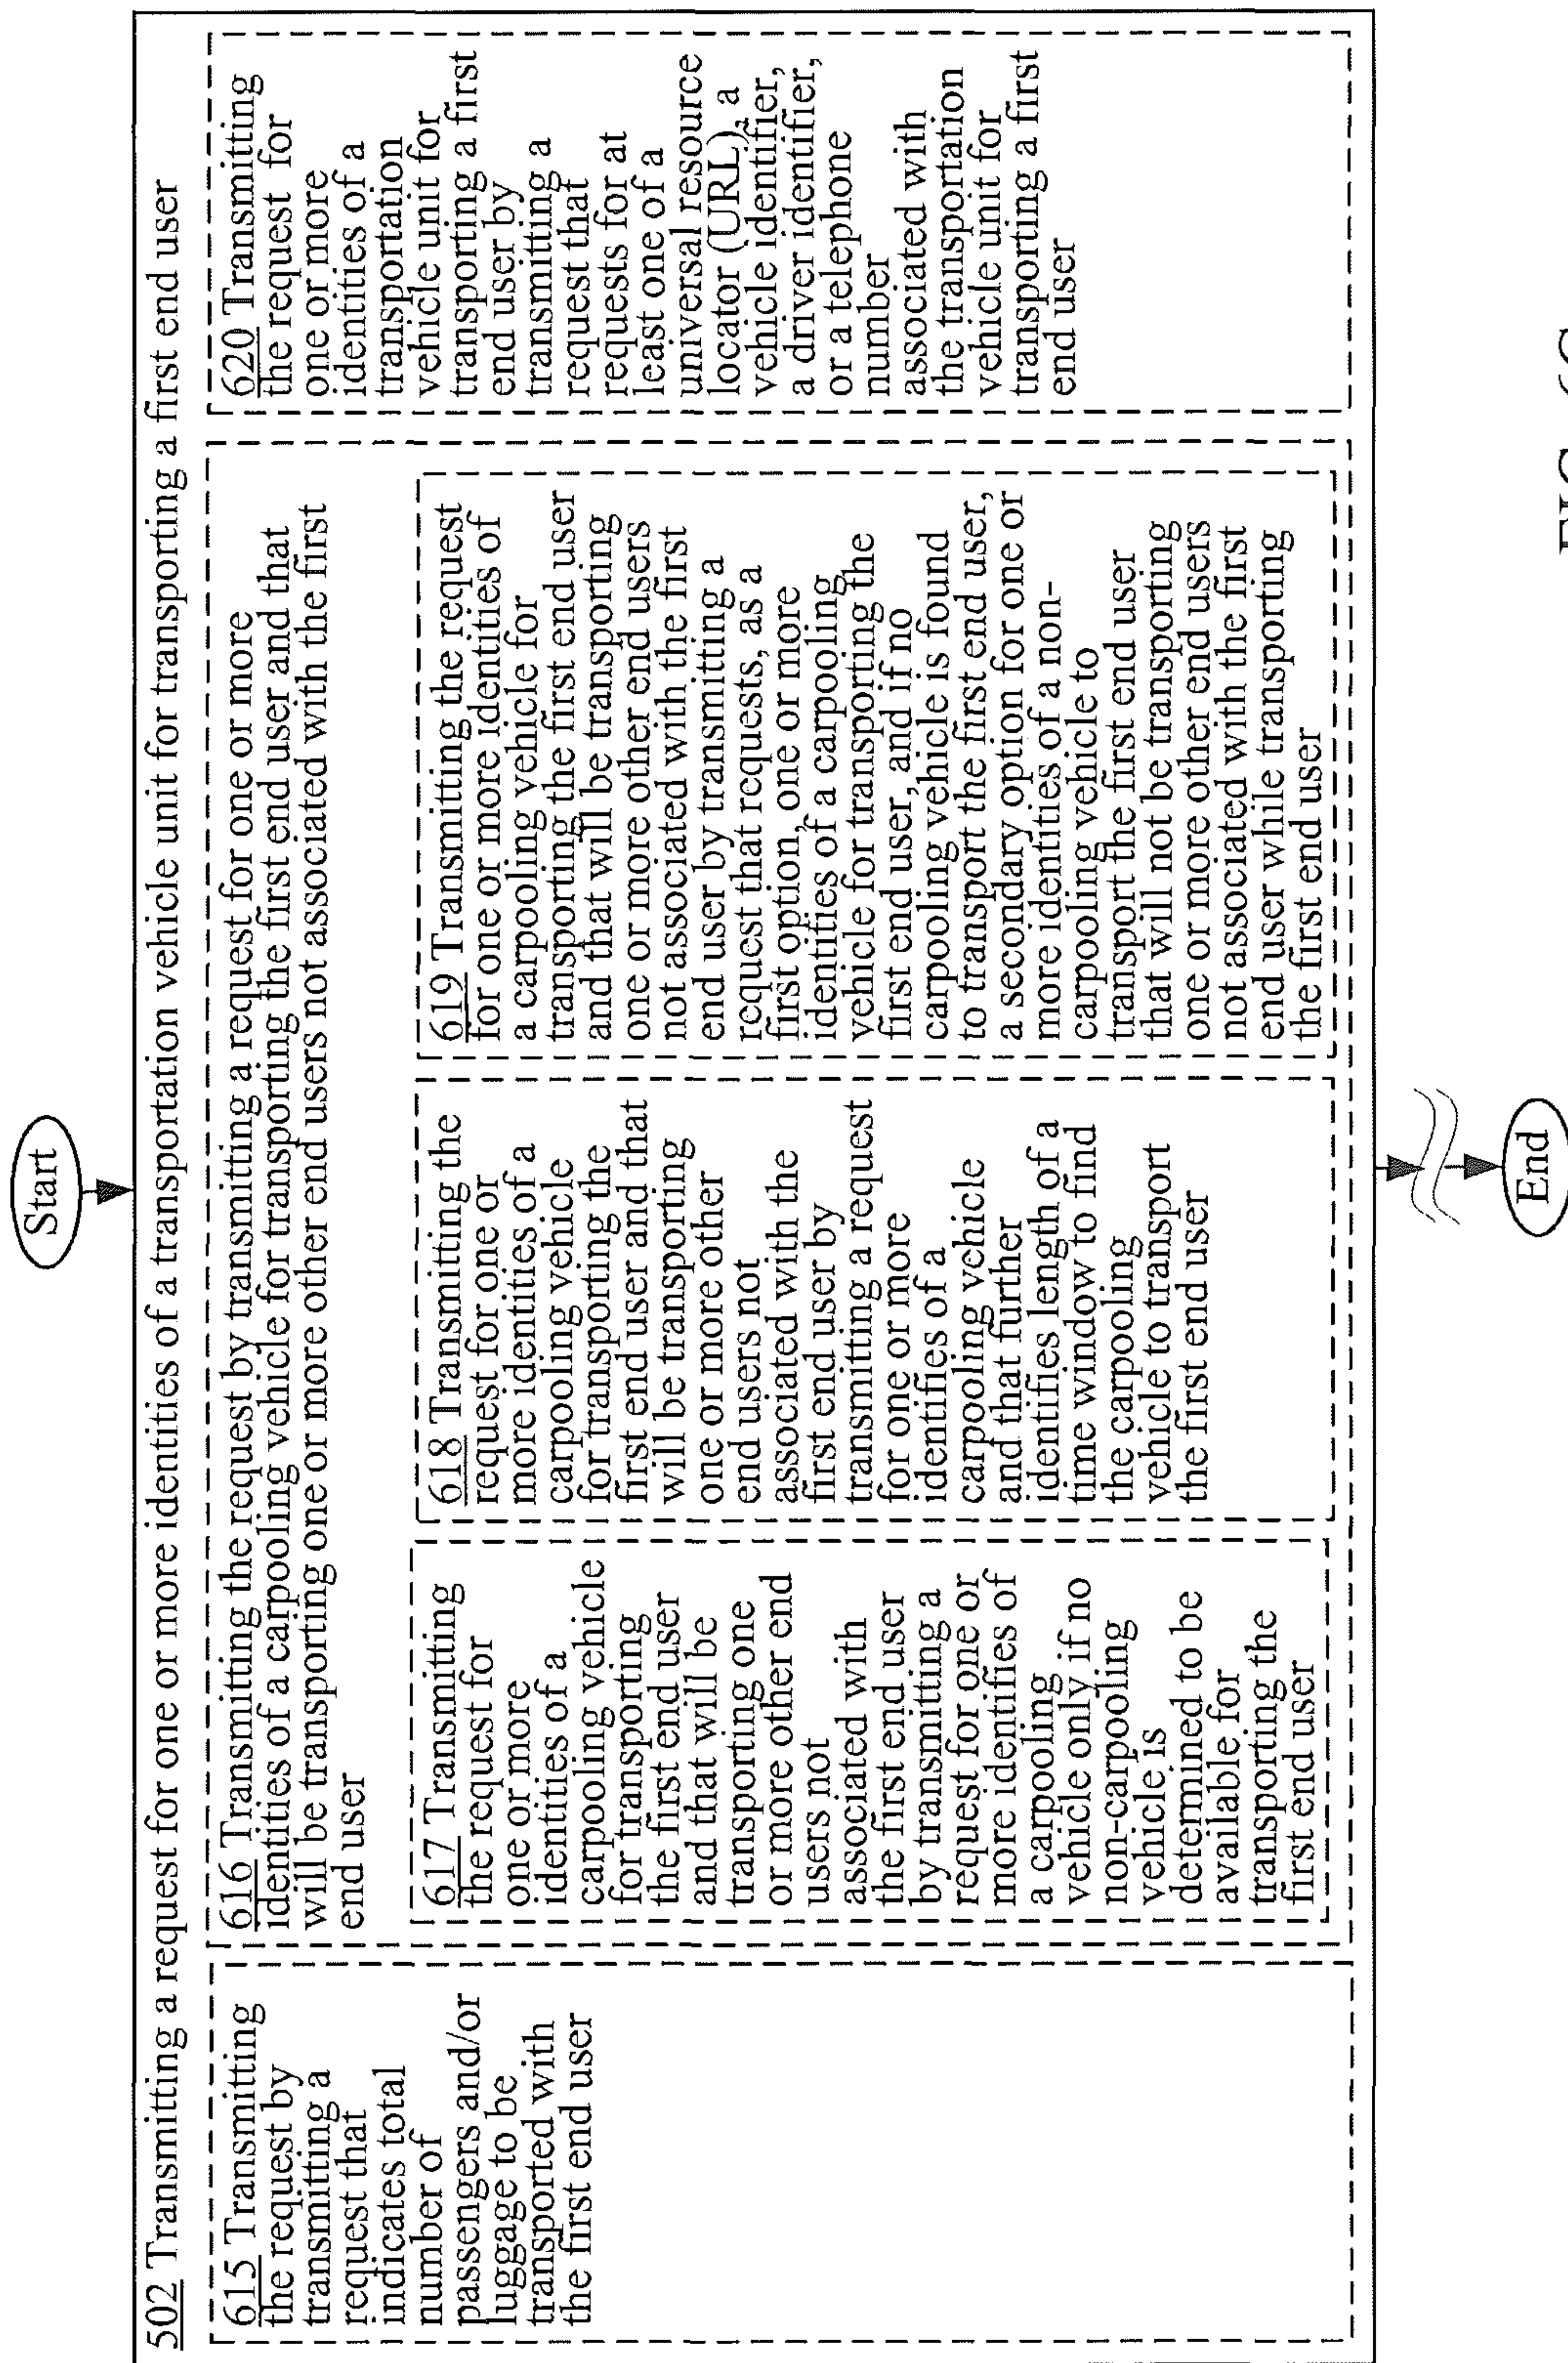 Start
502 Transmitting a request for one or more identities of a transportation vehicle unit for transporting a first end user
615 Transmitting
the request by
transmitting a
request that
indicates total
number of
passengers and/or
luggage to be
transported with
the first end user
616 Transmitting the request by transmitting a request for one or more
identities of a carpooling vehicle for transporting the first end user and that
will be transporting one or more other end users not associated with the first
end user
617 Transmitting
the request for
one or more
identities of a
carpooling vehicle
for transporting
the first end user
and that will be
transporting one
or more other end
users not
associated with
the first end user
by transmitting a
request for one or
more identifies of
a carpooling
vehicle only if no
non-carpooling
vehicle is
determined to be
available for
transporting the
first end user
618 Transmitting the
request for one or
more identities of a
carpooling vehicle
for transporting the
first end user and that
will be transporting
one or more other
end users not
associated with the
first end user by
transmitting a request
for one or more
identifies of a
carpooling vehicle
and that further
identifies length of a
time window to find
the carpooling
vehicle to transport
the first end user
619 Transmitting the request
for one or more identities of
a carpooling vehicle for
transporting the first end user
and that will be transporting
one or more other end users
not associated with the first
end user by transmitting a
request that requests, as a
first option, one or more
identifies of a carpooling
vehicle for transporting the
first end user, and if no
carpooling vehicle is found
to transport the first end user,
a secondary option for one or
more identities of a non-
carpooling vehicle to
transport the first end user
that will not be transporting
one or more other end users
not associated with the first
end user while transporting
the first end user
620 Transmitting
the request for
one or more
identities of a
transportation
vehicle unit for
transporting a first
end user by
transmitting a
request that
requests for at
least one of a
universal resource
locator (URL), a
vehicle identifier,
a driver identifier,
or a telephone
number
associated with
the transportation
vehicle unit for
transporting a first
end user
End